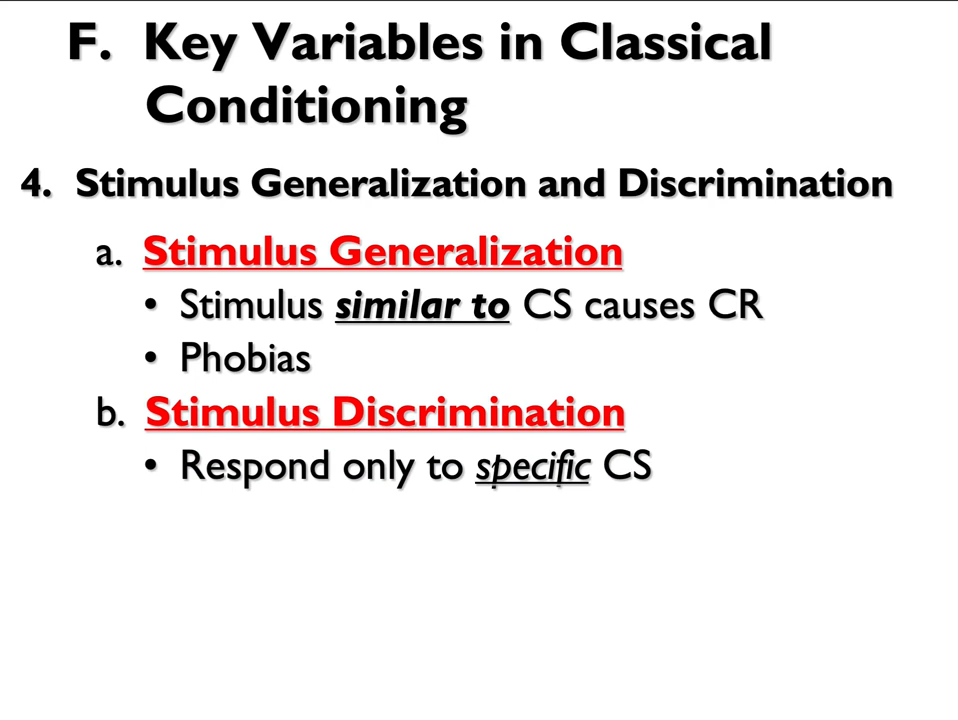 F. Key Variables in Classical
Conditioning
4. Stimulus Generalization and Discrimination
a. Stimulus Generalization
• Stimulus similar to CS causes CR
• Phobias
b. Stimulus Discrimination
• Respond only to specific CS